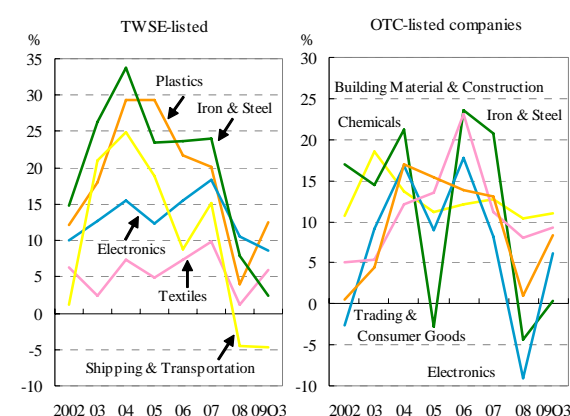 TWSE-listed
%
35
30
25
20
15
10
5
0
-5
-10
Plastics
Iron & Steel
Electronics
Textiles
Shipping & Transportation
2002 03 04 05 06 07 08 09Q3
OTC-listed companies
%
30
25
20
15
10
5
0
-5
-10
Building Material & Construction
Chemicals
Iron & Steel
Trading &
Consumer Goods
Electronics
2002 03 04 05 06 07 08 09Q3